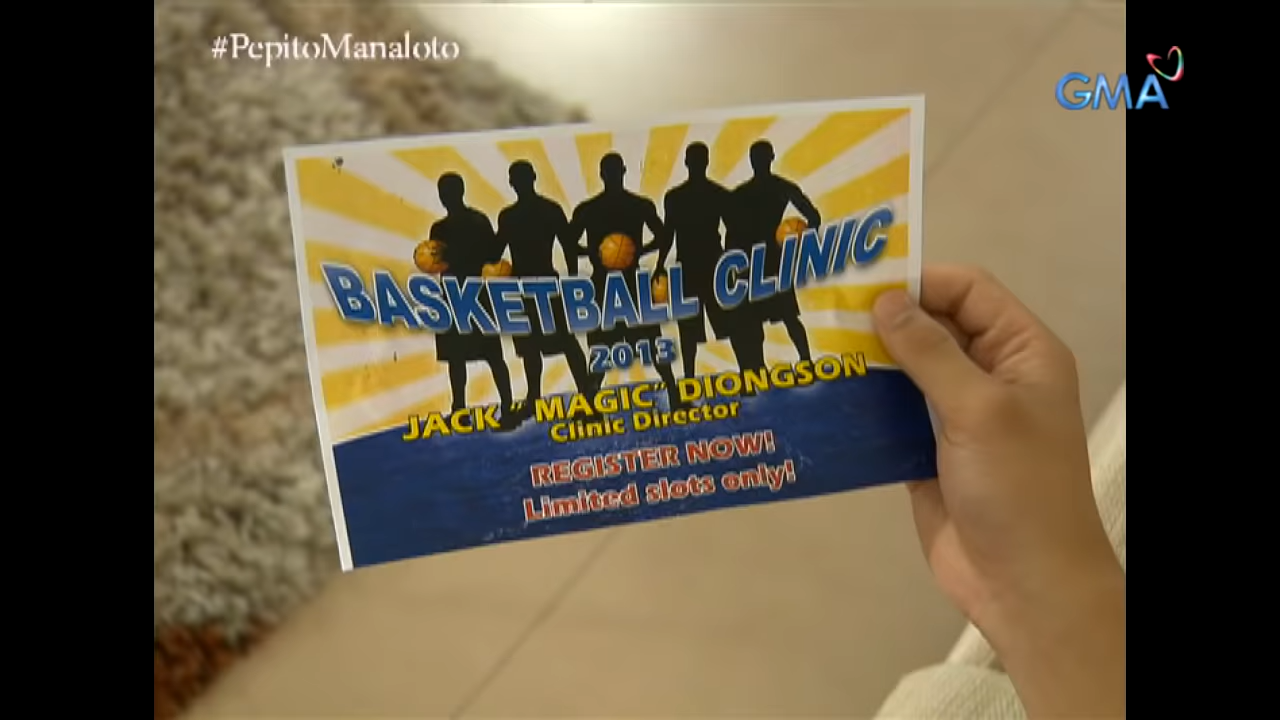 #PepitoManaloto
GMA
BASKETBALL CLINIC
2013
JACK "MAGIC" DIONGSON
Clinic Director
REGISTER NOW!
Limited slots only!